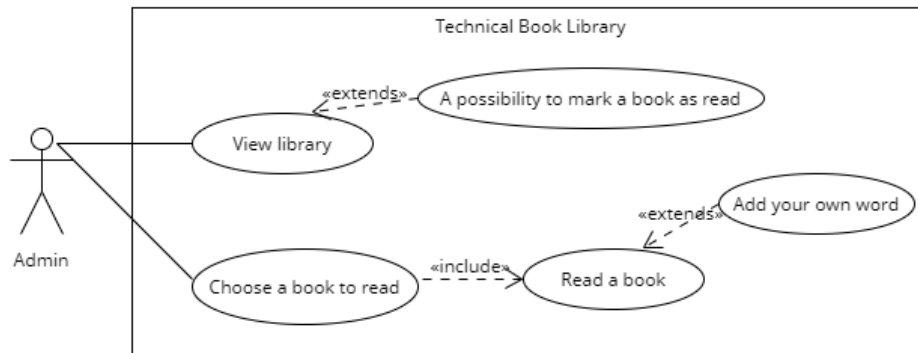 Technical Book Library
«extends»
A possibility to mark a book as read
View library
Admin
Add your own word
«extends»
Choose a book to read
«include»
Read a book